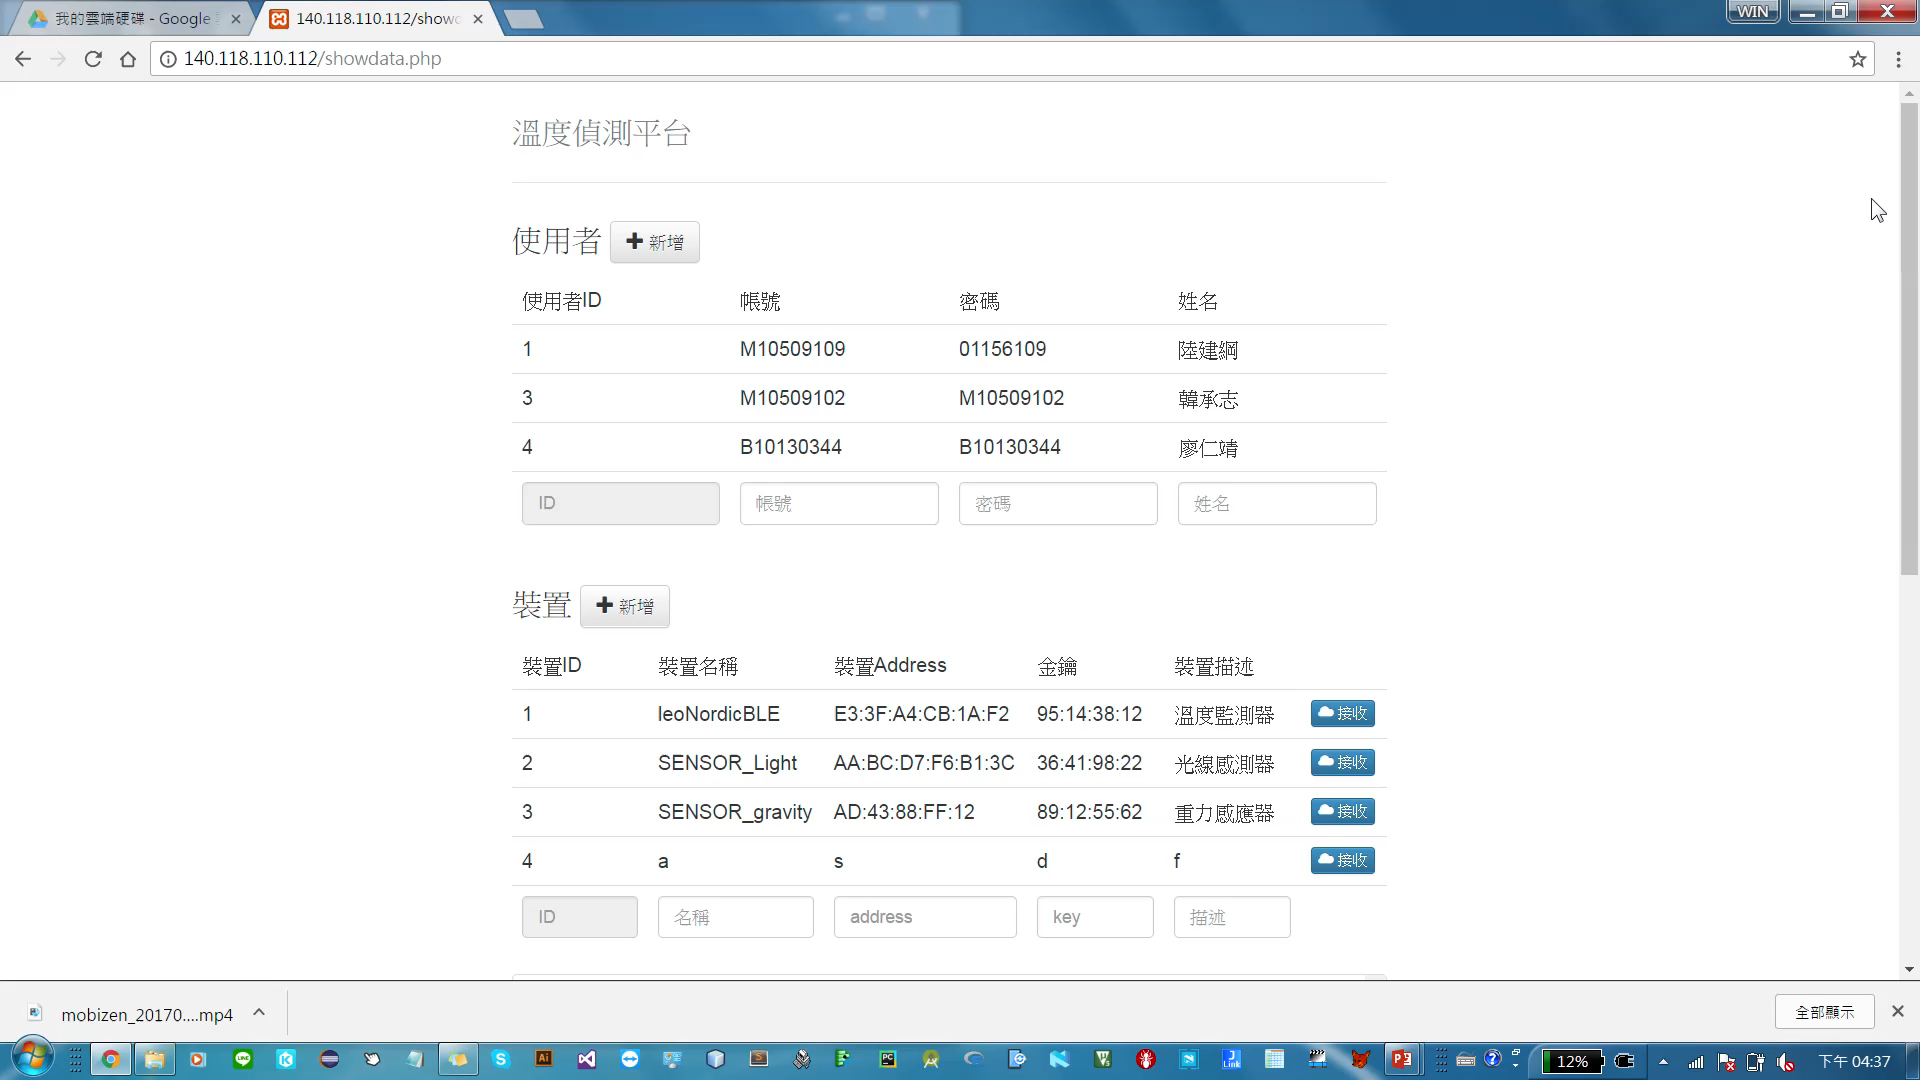 我的雲端硬碟 - Google
140.118.110.112/showd
WIN
140.118.110.112/showdata.php
溫度偵測平台
使用者 新增
使用者ID 帳號 密碼 姓名
1 M10509109 01156109 陸建綱
3 M10509102 M10509102 韓承志
4 B10130344 B10130344 廖仁靖
ID 帳號 密碼 姓名
裝置 新增
裝置ID 裝置名稱 裝置Address 金鑰 裝置描述
1 leoNordicBLE E3:3F:A4:CB:1A:F2 95:14:38:12 溫度監測器 接收
2 SENSOR_Light AA:BC:D7:F6:B1:3C 36:41:98:22 光線感測器 接收
3 SENSOR_gravity AD:43:88:FF:12 89:12:55:62 重力感應器 接收
4 a s d f 接收
ID 名稱 address key 描述
mobizen_20170....mp4
全部顯示
12%
下午 04:37